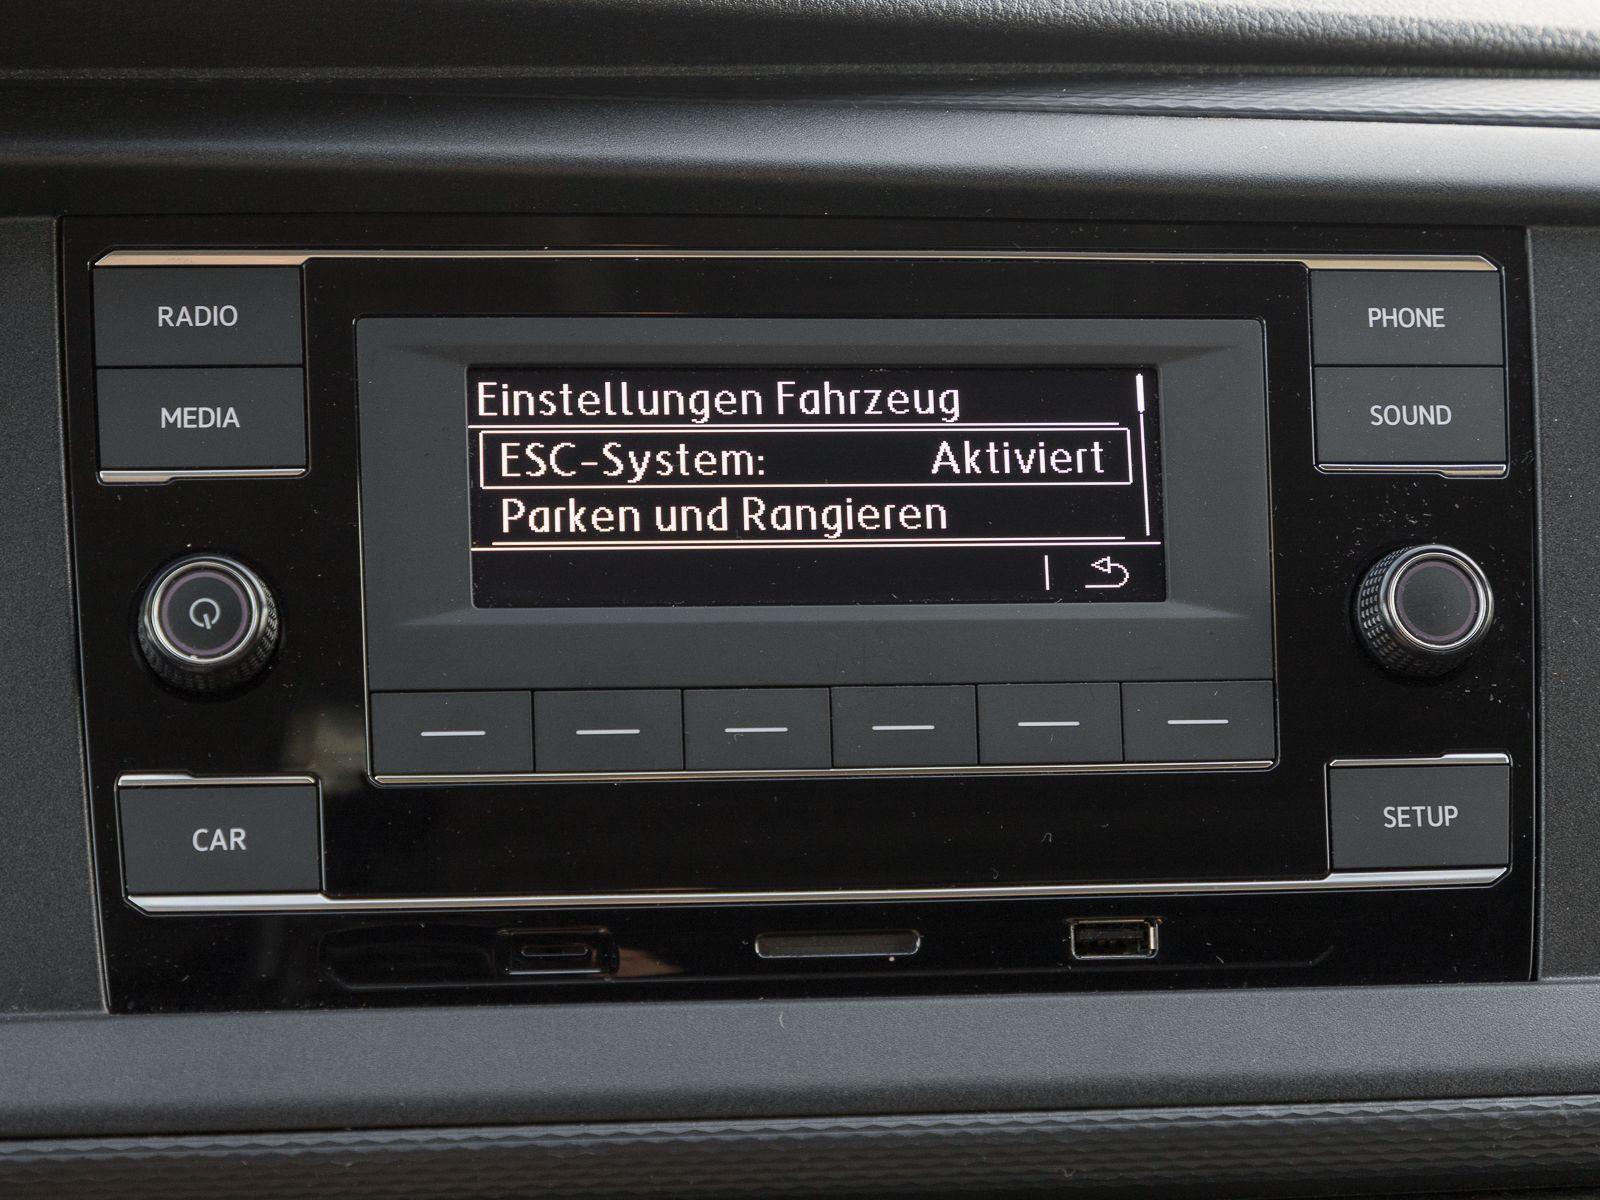 RADIO
MEDIA
PHONE
SOUND
Einstellungen Fahrzeug
ESC-System: Aktiviert
Parken und Rangieren
CAR
SETUP